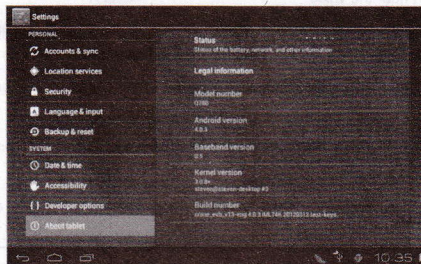 Settings
PERSONAL
Accounts & sync
Location services
Security
Language & input
Backup & reset
SYSTEM
Date & time
Accessibility
Developer options
About tablet
Status
Status of the battery, network, and other information
Legal information
Model number
Android version
4.0.3
Baseband version
Kernel version
Build number
10:35